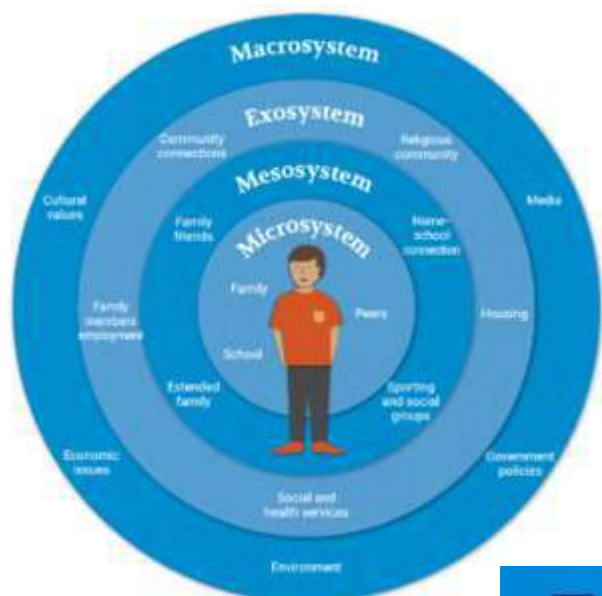 Macrosystem
Exosystem
Community
connections
Religious
community
Mesosystem
Cultural
values
Media
Family
friends
Home-
school
connection
Microsystem
Family
Peers
Family
members
employment
Housing
School
Extended
family
Sporting
and social
groups
Economic
issues
Government
policies
Social and
health services
Environment